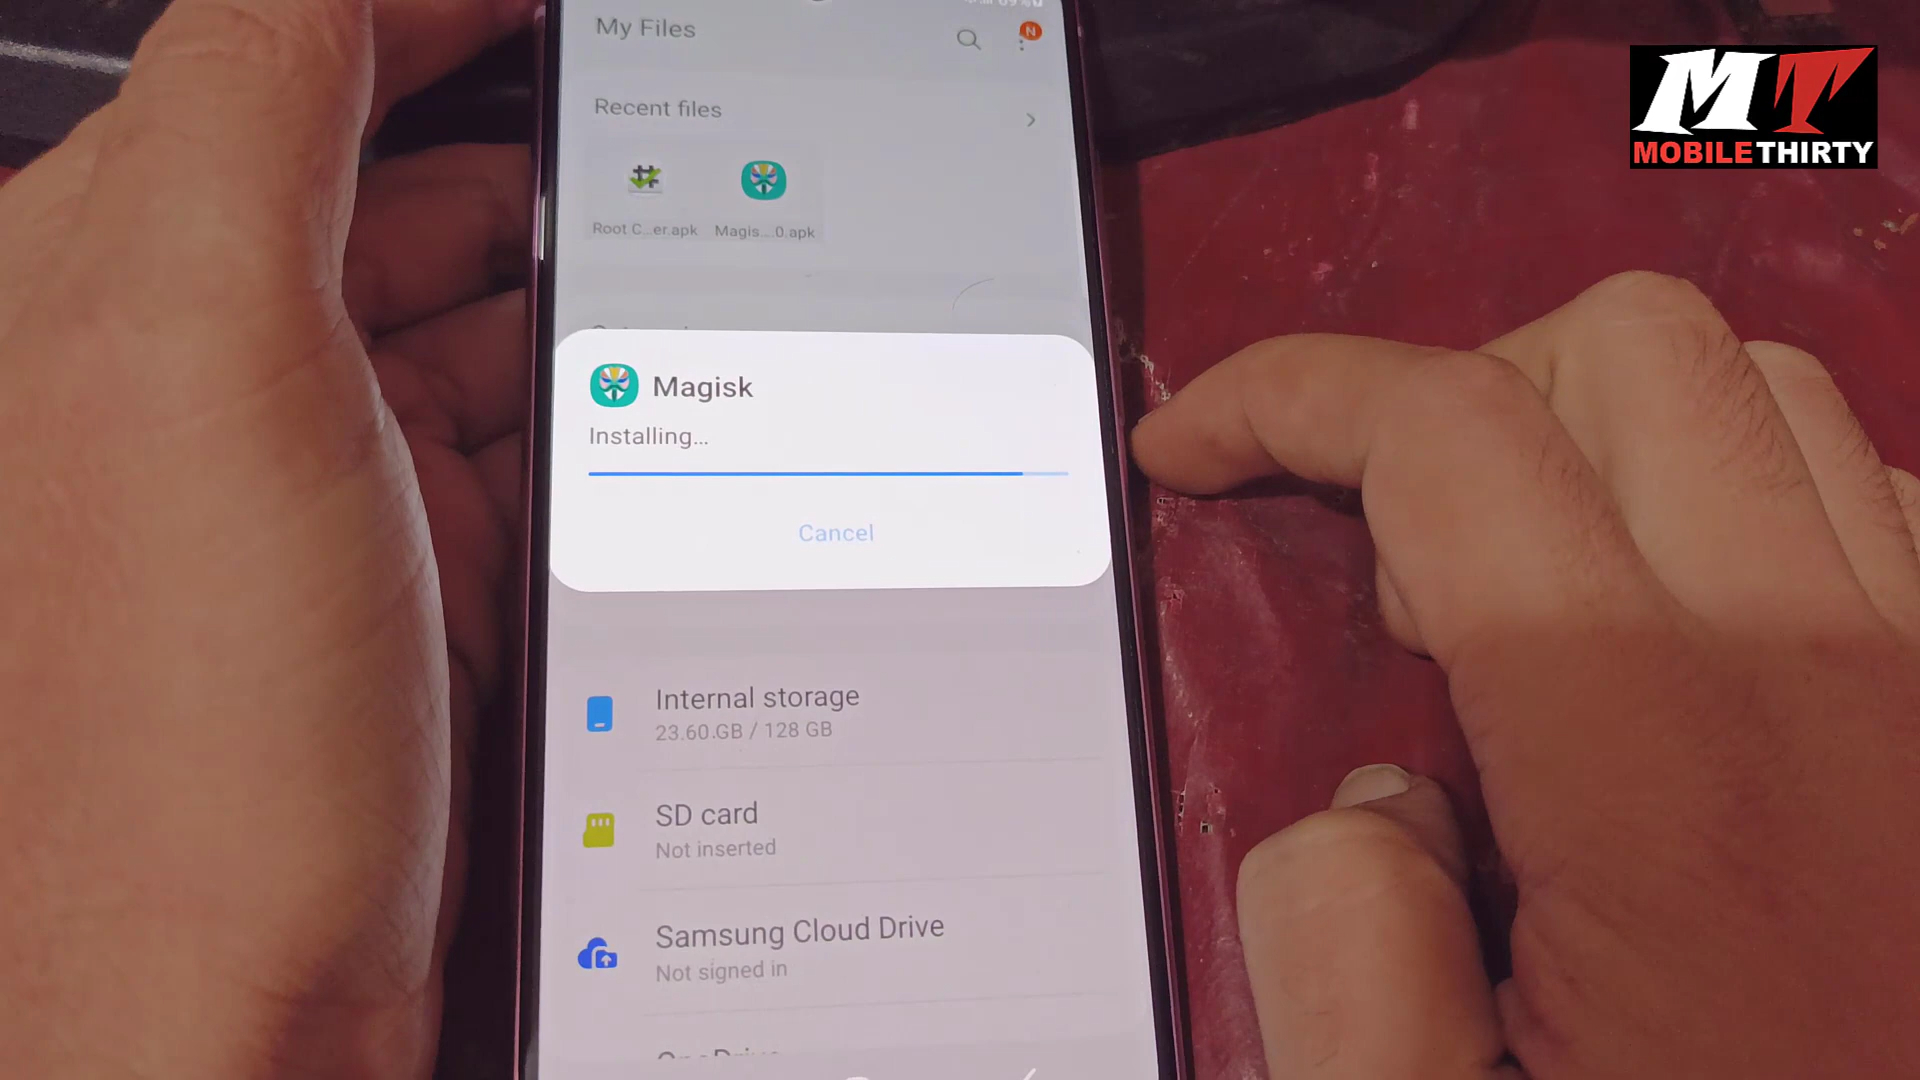 My Files
N
Recent files
Root C...er.apk
Magis....0.apk
Magisk
Installing...
Cancel
Internal storage
23.60 GB / 128 GB
SD card
Not inserted
Samsung Cloud Drive
Not signed in
OneDrive
MT
MOBILETHIRTY